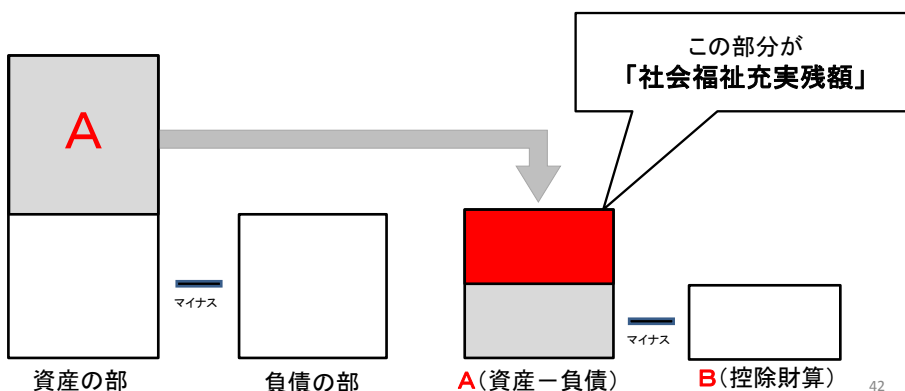 この部分が
「社会福祉充実残額」
A
マイナス
マイナス
資産の部
負債の部
A(資産－負債)
B(控除財算)
42